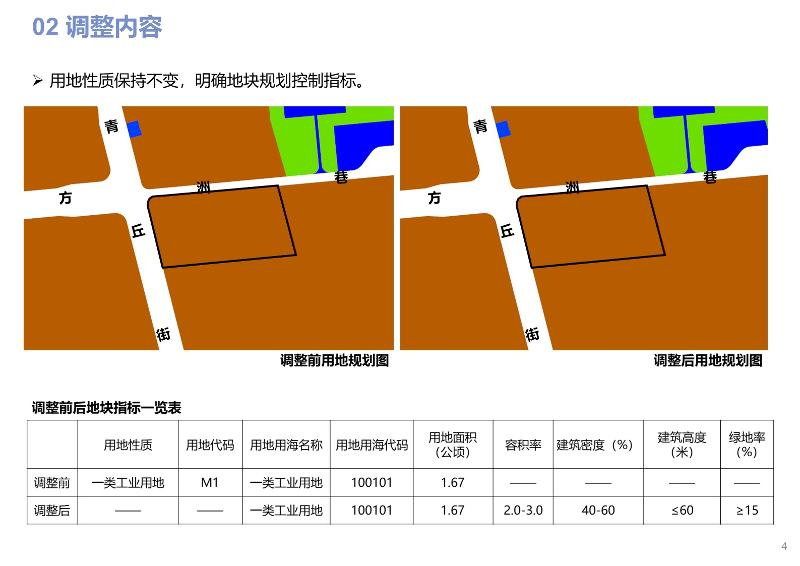 02 调整内容
➢ 用地性质保持不变，明确地块规划控制指标。
青
洲
巷
方
丘
街
调整前用地规划图
青
洲
巷
方
丘
街
调整后用地规划图
调整前后地块指标一览表
用地性质 用地代码 用地用海名称 用地用海代码 用地面积（公顷） 容积率 建筑密度（%） 建筑高度（米） 绿地率（%）
调整前 一类工业用地 M1 一类工业用地 100101 1.67 —— —— —— ——
调整后 —— —— 一类工业用地 100101 1.67 2.0-3.0 40-60 ≤60 ≥15
4